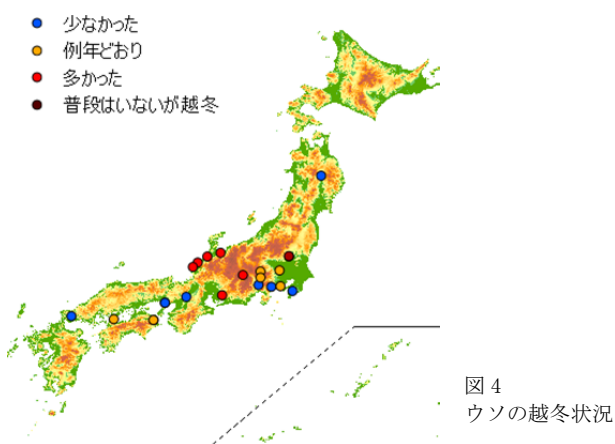 少なかった
例年どおり
多かった
普段はいないが越冬
図4
ウソの越冬状況